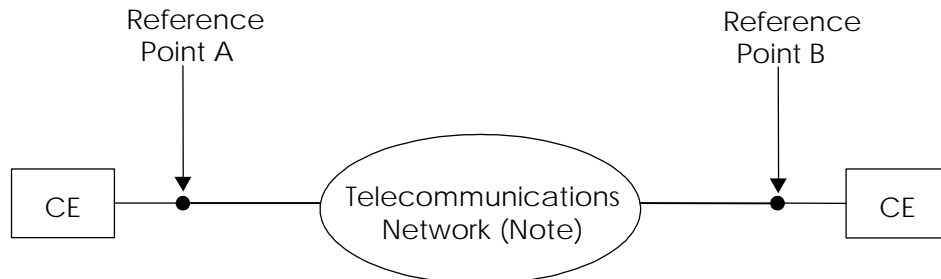 Reference
Point A
Reference
Point B
CE
Telecommunications
Network (Note)
CE